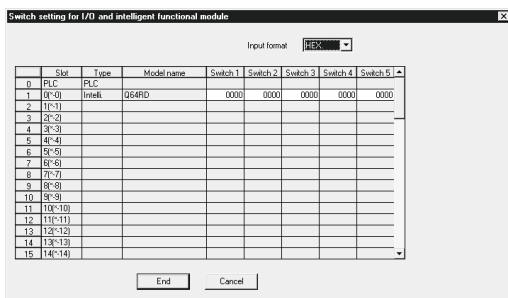 Switch setting for I/O and intelligent functional module X
Input format HEX.
Slot Type Model name Switch 1 Switch 2 Switch 3 Switch 4 Switch 5
0 PLC PLC
1 0(*-0) Intelli. Q64RD 0000 0000 0000 0000 0000
2 1(*-1)
3 2(*-2)
4 3(*-3)
5 4(*-4)
6 5(*-5)
7 6(*-6)
8 7(*-7)
9 8(*-8)
10 9(*-9)
11 10(*-10)
12 11(*-11)
13 12(*-12)
14 13(*-13)
15 14(*-14)
End Cancel